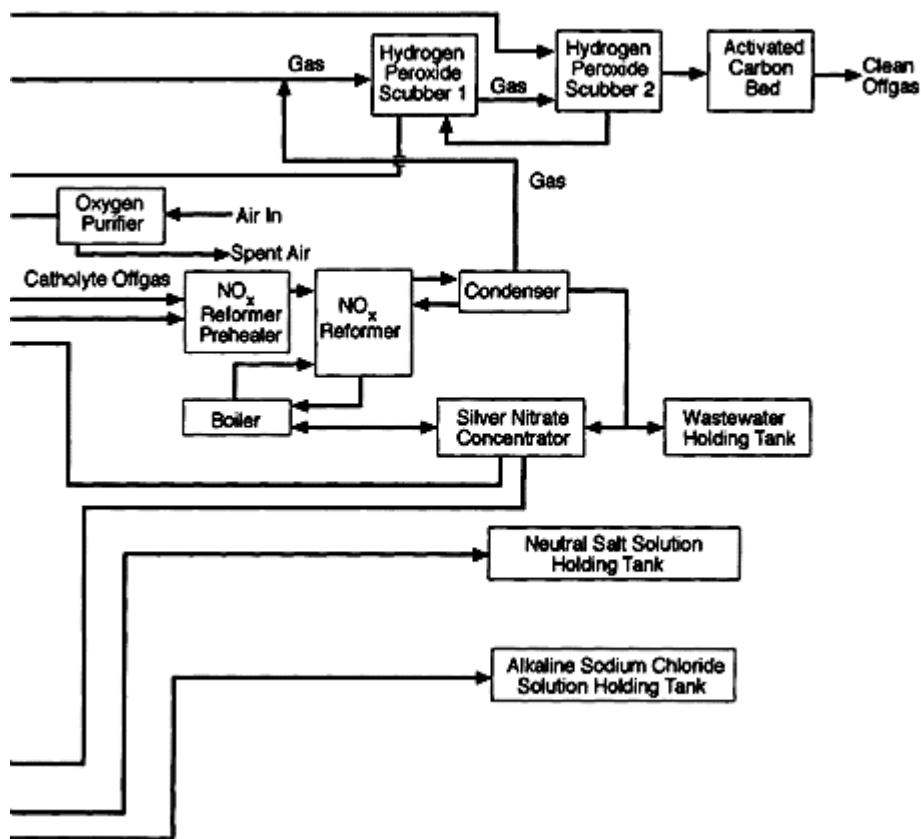 Hydrogen
Peroxide
Scubber 1
Hydrogen
Peroxide
Scubber 2
Activated
Carbon
Bed
Clean
Offgas
Gas
Gas
Gas
Oxygen
Purifier
Air In
Spent Air
Catholyte Offgas
NOx
Reformer
Preheater
NOx
Reformer
Condenser
Boiler
Silver Nitrate
Concentrator
Wastewater
Holding Tank
Neutral Salt Solution
Holding Tank
Alkaline Sodium Chloride
Solution Holding Tank